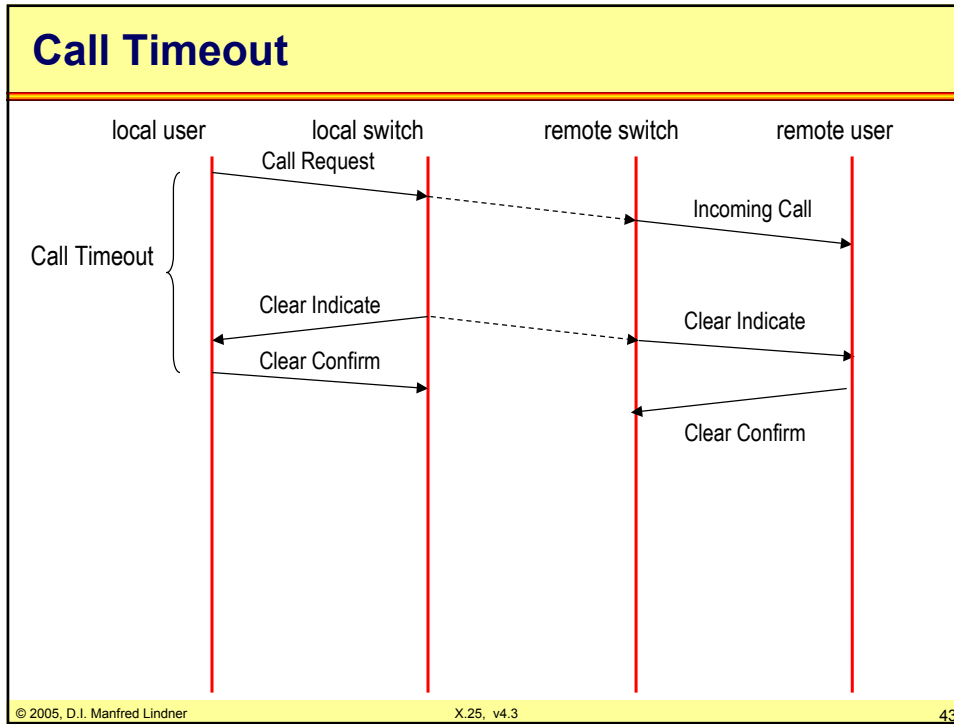 Call Timeout
local user local switch remote switch remote user
Call Request
Incoming Call
Call Timeout
Clear Indicate
Clear Indicate
Clear Confirm
Clear Confirm
© 2005, D.I. Manfred Lindner X.25, v4.3 43